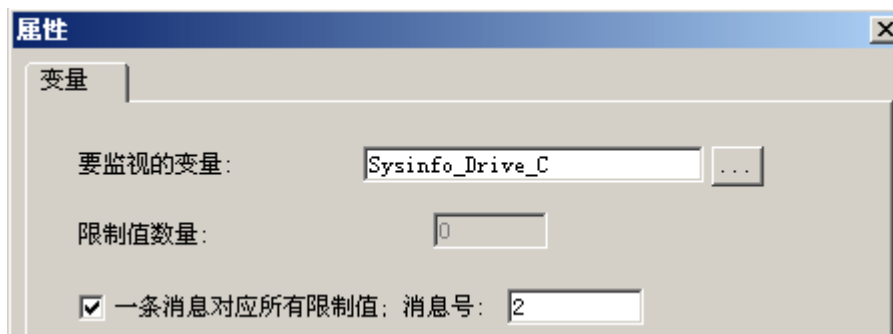 属性
变量
要监视的变量: Sysinfo_Drive_C ...
限制值数量: 0
一条消息对应所有限制值; 消息号: 2